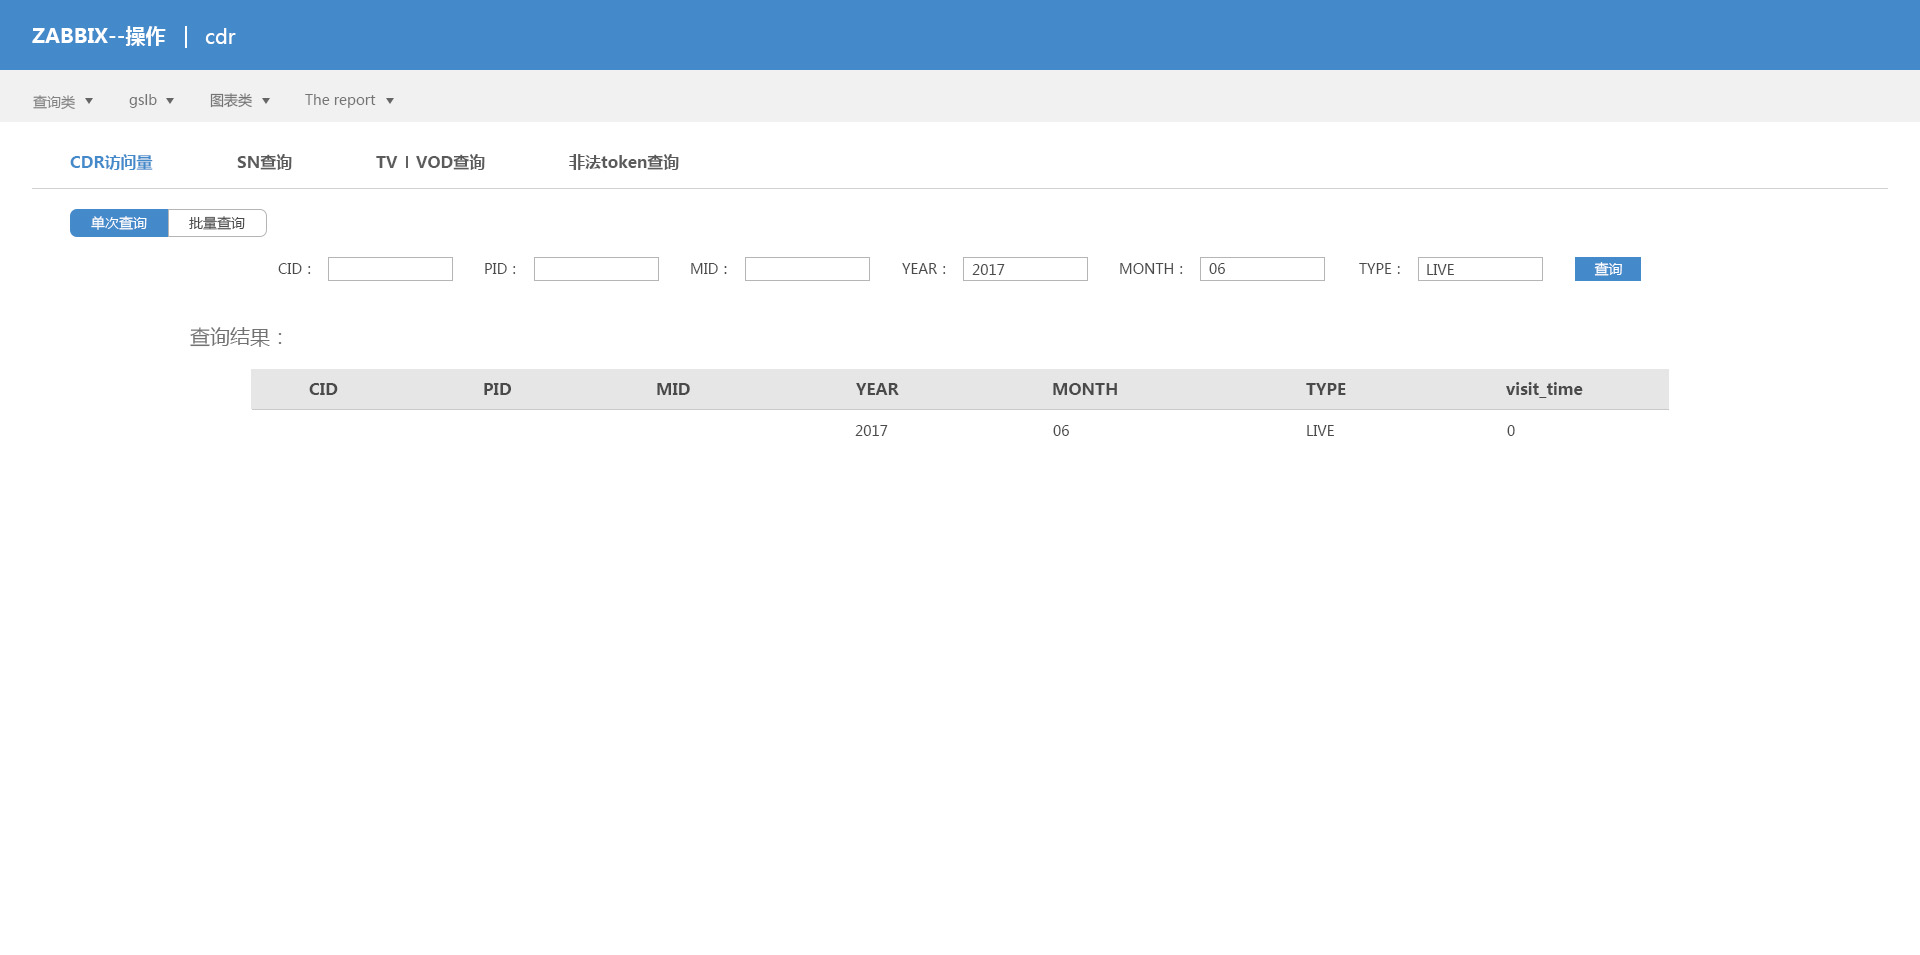 ZABBIX--操作 | cdr
查询类 gslb 图表类 The report
CDR访问量 SN查询 TV | VOD查询 非法token查询
单次查询 批量查询
CID： PID： MID： YEAR： 2017 MONTH： 06 TYPE： LIVE 查询
查询结果：
CID PID MID YEAR MONTH TYPE visit_time
2017 06 LIVE 0